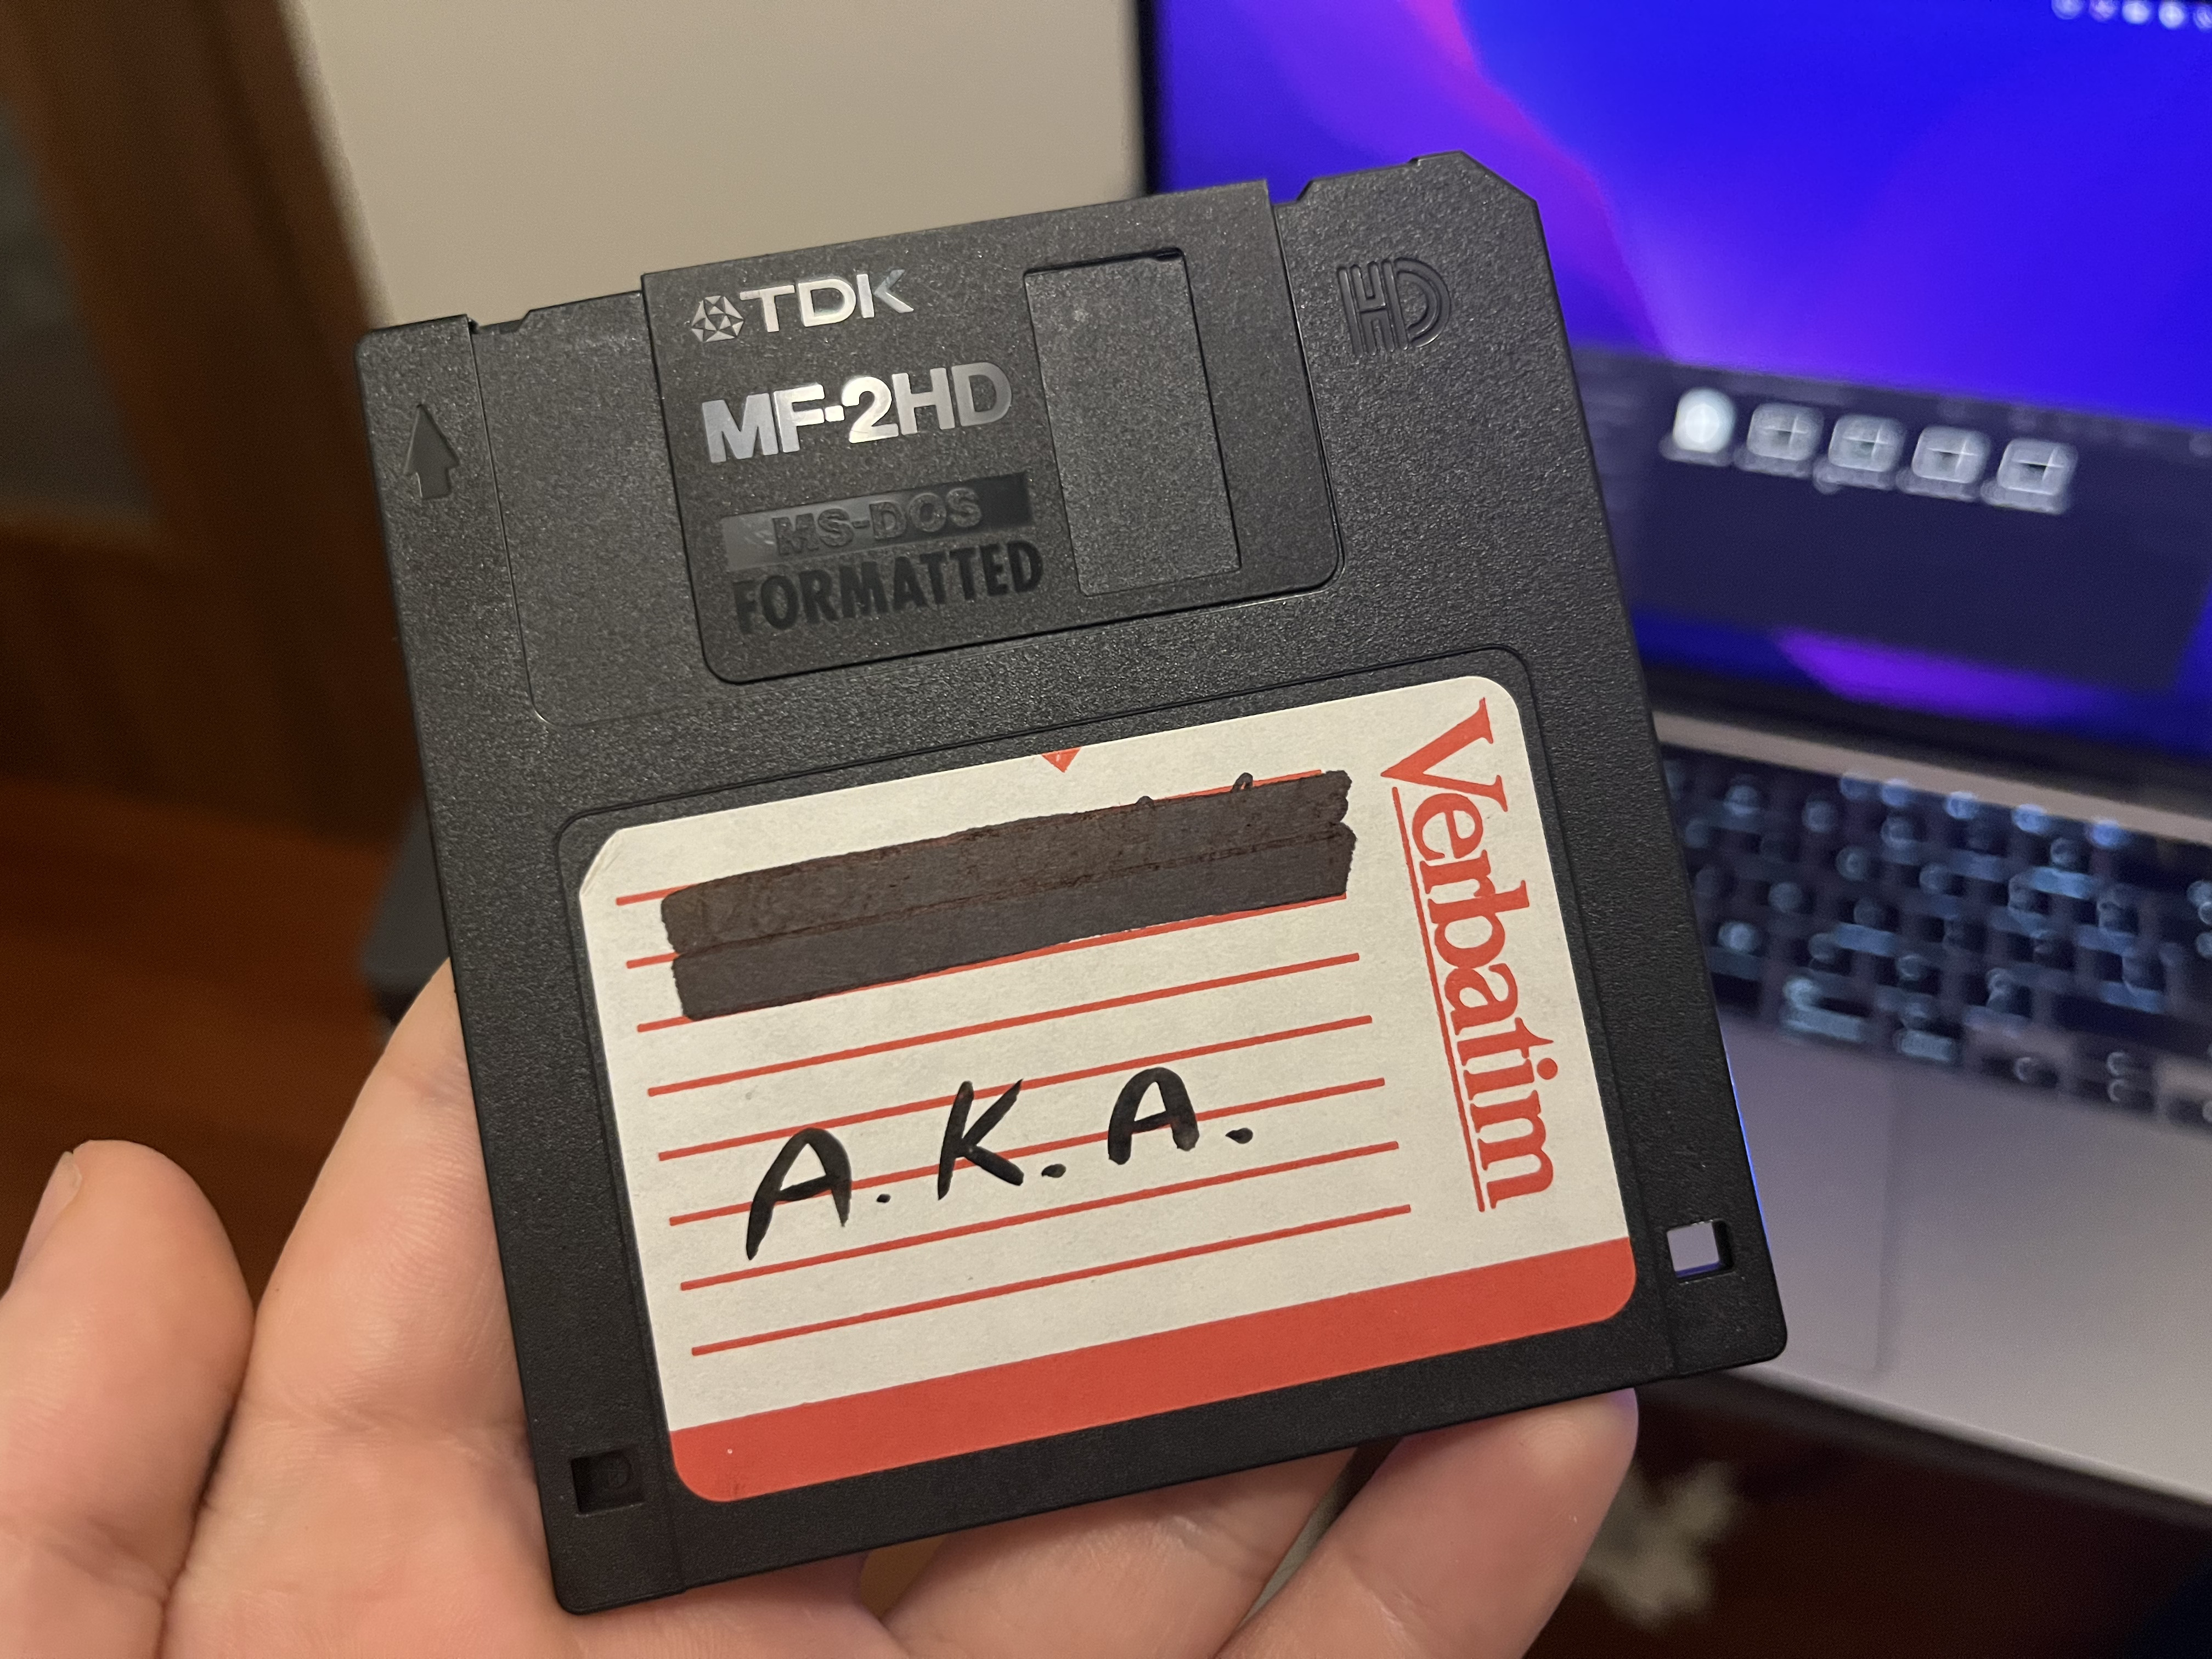 TDK
HD
MF-2HD
MS-DOS
FORMATTED
Verbatim
A.K.A.